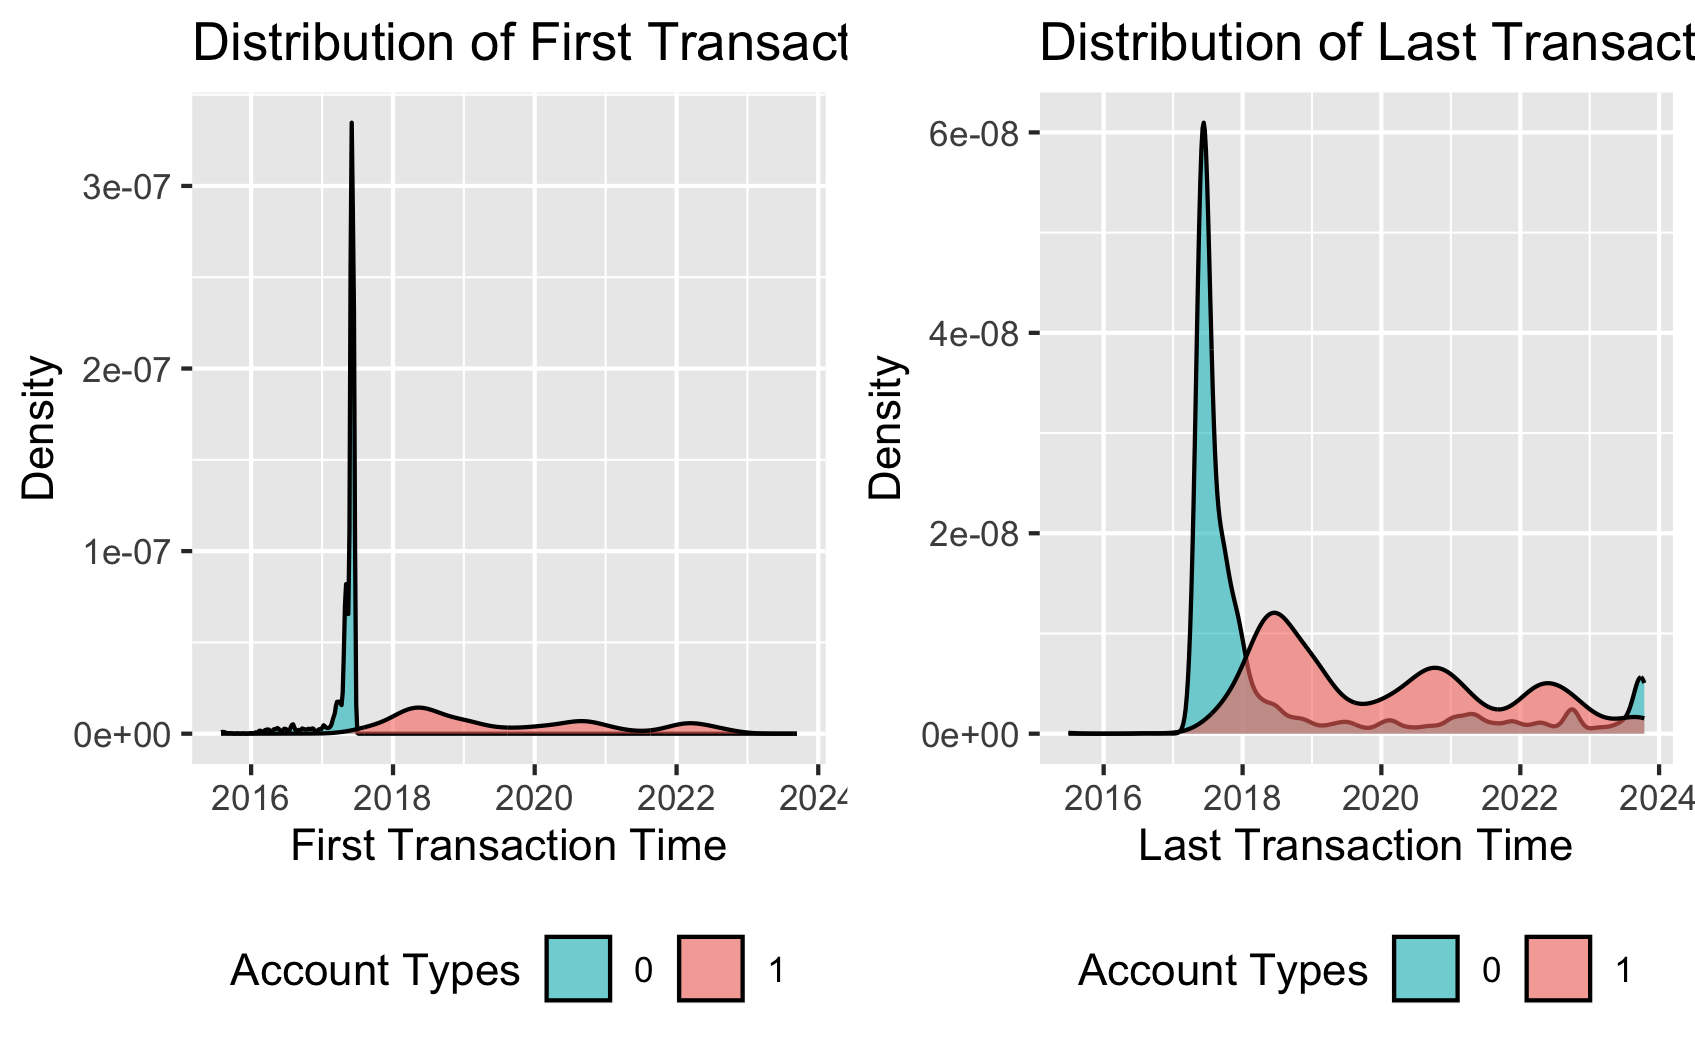 Distribution of First Transact
3e-07
2e-07
1e-07
0e+00
Density
2016 2018 2020 2022 2024
First Transaction Time
Account Types 0 1
Distribution of Last Transact
6e-08
4e-08
2e-08
0e+00
Density
2016 2018 2020 2022 2024
Last Transaction Time
Account Types 0 1